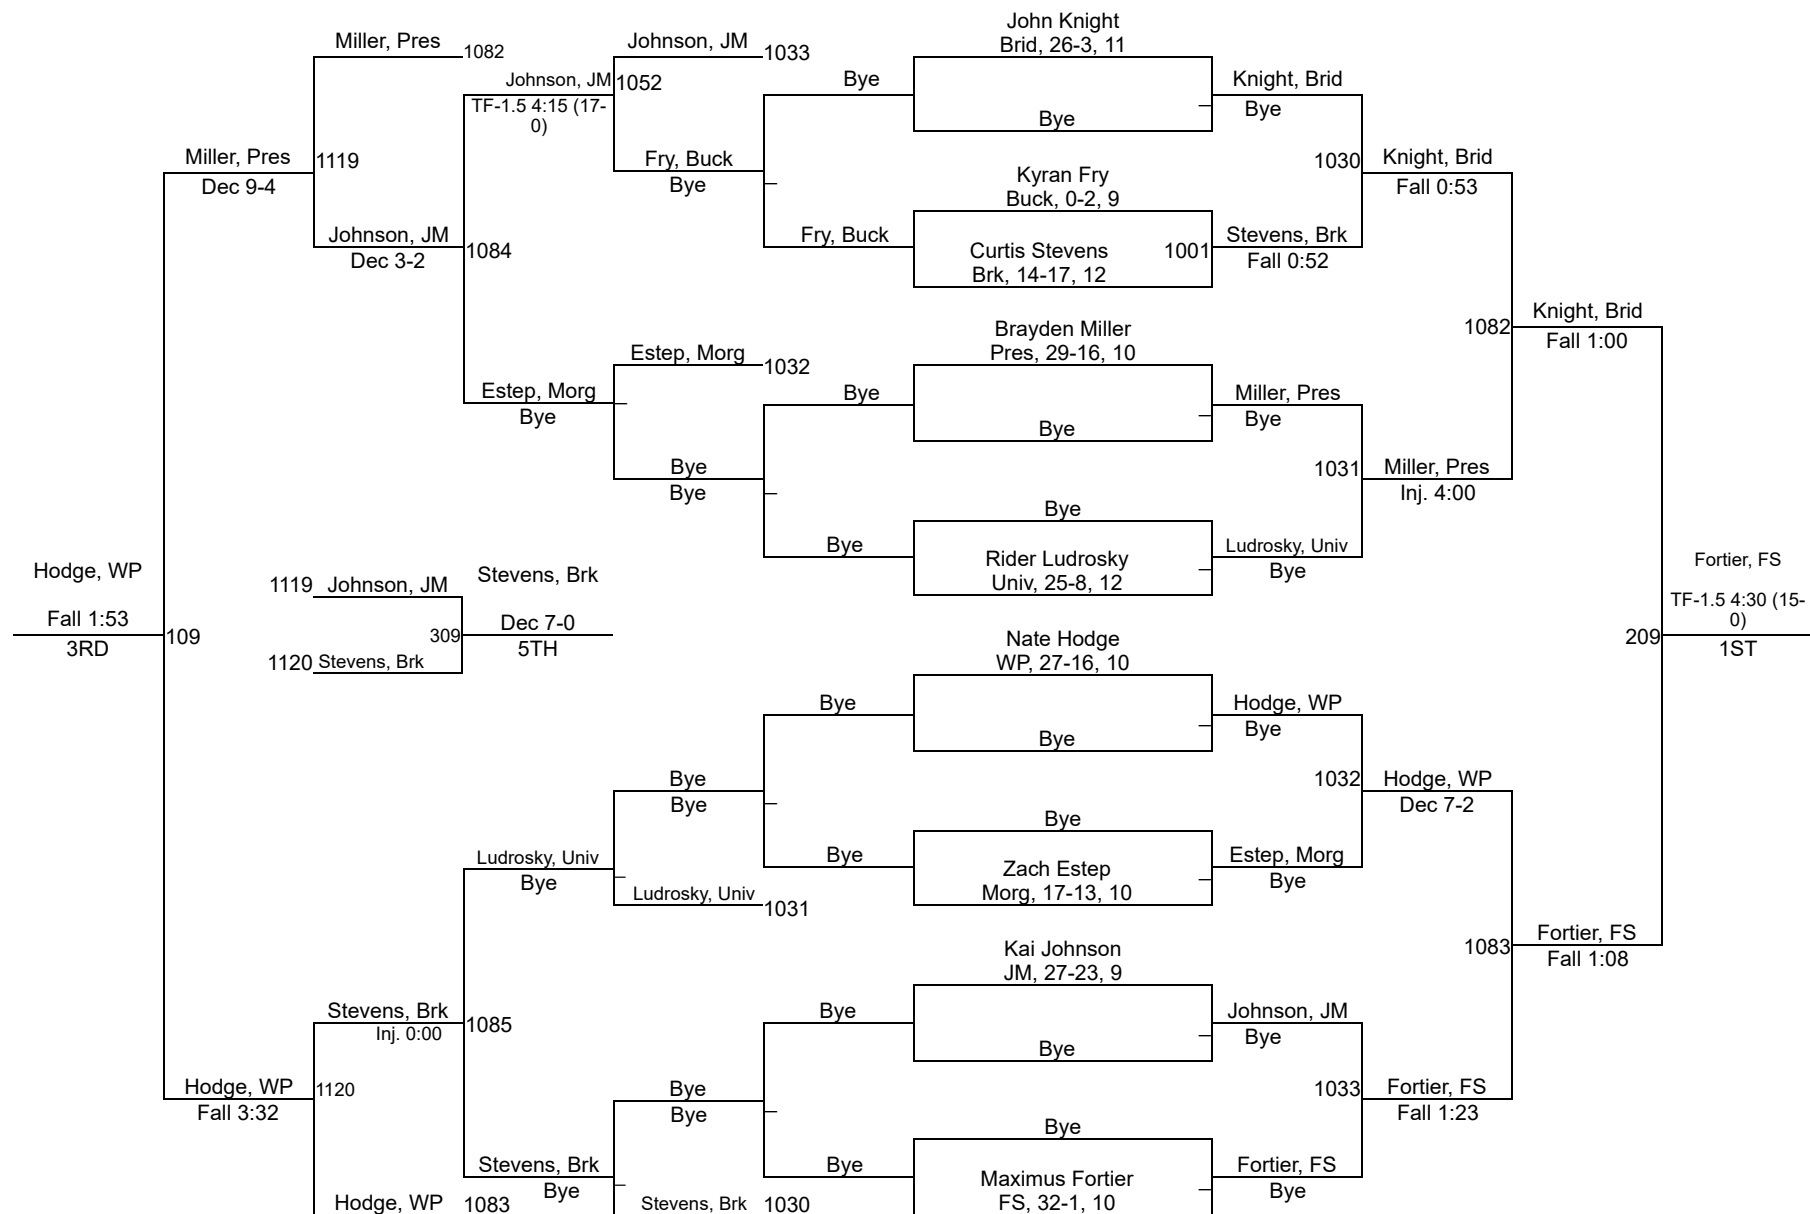 John Knight
Brid, 26-3, 11
Miller, Pres
1082
Johnson, JM
1033
Johnson, JM
1052
TF-1.5 4:15 (17-
0)
Bye
Knight, Brid
Bye
Bye
Miller, Pres
1119
Dec 9-4
Fry, Buck
Bye
Kyran Fry
Buck, 0-2, 9
1030
Knight, Brid
Fall 0:53
Johnson, JM
1084
Dec 3-2
Fry, Buck
Curtis Stevens
Brk, 14-17, 12
1001
Stevens, Brk
Fall 0:52
Brayden Miller
Pres, 29-16, 10
1082
Knight, Brid
Fall 1:00
Estep, Morg
1032
Estep, Morg
Bye
Bye
Miller, Pres
Bye
Bye
Bye
Bye
1031
Miller, Pres
Inj. 4:00
Bye
Bye
Rider Ludrosky
Univ, 25-8, 12
Ludrosky, Univ
Bye
Hodge, WP
Fall 1:53
3RD
109
1119
Johnson, JM
Stevens, Brk
309
Dec 7-0
5TH
1120
Stevens, Brk
Fortier, FS
TF-1.5 4:30 (15-
0)
209
1ST
Nate Hodge
WP, 27-16, 10
Bye
Bye
Hodge, WP
Bye
Bye
Bye
1032
Hodge, WP
Dec 7-2
Bye
Bye
Zach Estep
Morg, 17-13, 10
Estep, Morg
Bye
Ludrosky, Univ
Bye
Ludrosky, Univ
1031
Kai Johnson
JM, 27-23, 9
1083
Fortier, FS
Fall 1:08
Stevens, Brk
1085
Inj. 0:00
Bye
Bye
Johnson, JM
Bye
Hodge, WP
1120
Fall 3:32
Bye
Bye
1033
Fortier, FS
Fall 1:23
Bye
Stevens, Brk
Bye
Bye
Maximus Fortier
FS, 32-1, 10
Fortier, FS
Bye
Hodge, WP
1083
Stevens, Brk
1030